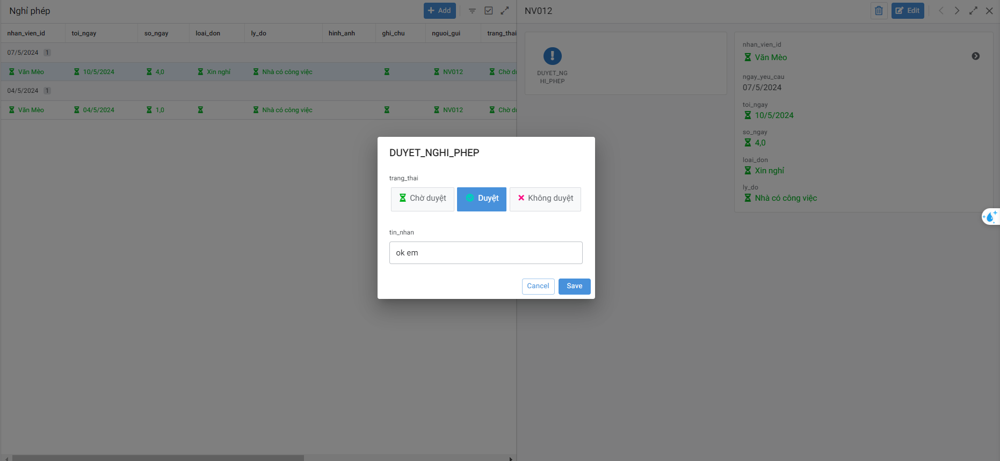 Nghỉ phép
Add
nhan_vien_id toi_ngay so_ngay loai_don ly_do hinh_anh ghi_chu nguoi_gui trang_thai
07/5/2024 1
Văn Mèo 10/5/2024 4,0 Xin nghỉ Nhà có công việc NV012 Chờ d
04/5/2024 1
Văn Mèo 04/5/2024 1,0 Nhà có công việc NV012 Chờ d
NV012
Edit
DUYET_NG
HI_PHEP
nhan_vien_id
Văn Mèo
ngay_yeu_cau
07/5/2024
toi_ngay
10/5/2024
so_ngay
4,0
loai_don
Xin nghỉ
ly_do
Nhà có công việc
DUYET_NGHI_PHEP
trang_thai
Chờ duyệt Duyệt Không duyệt
tin_nhan
ok em
Cancel Save